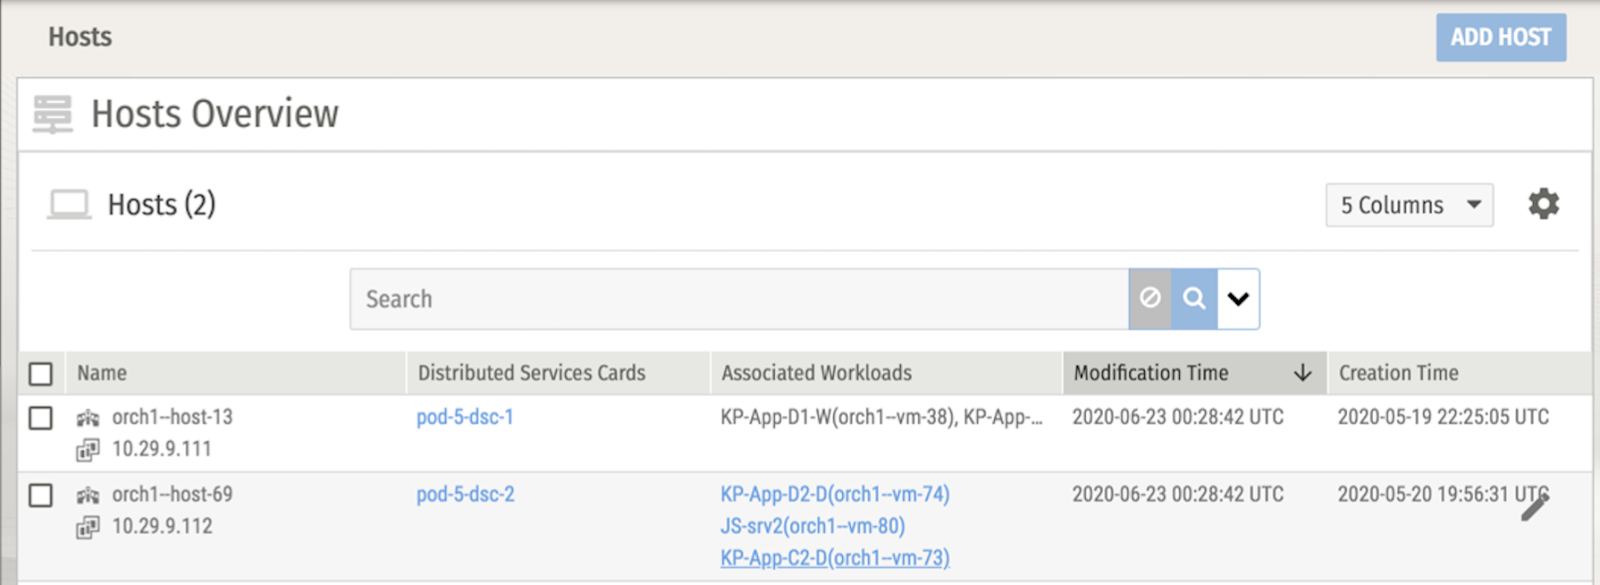 Hosts
ADD HOST
Hosts Overview
Hosts (2)
5 Columns
Search
Name Distributed Services Cards Associated Workloads Modification Time Creation Time
orch1--host-13 pod-5-dsc-1 KP-App-D1-W(orch1--vm-38), KP-App-... 2020-06-23 00:28:42 UTC 2020-05-19 22:25:05 UTC
10.29.9.111
orch1--host-69 pod-5-dsc-2 KP-App-D2-D(orch1--vm-74) 2020-06-23 00:28:42 UTC 2020-05-20 19:56:31 UTC
10.29.9.112 JS-srv2(orch1--vm-80)
KP-App-C2-D(orch1--vm-73)